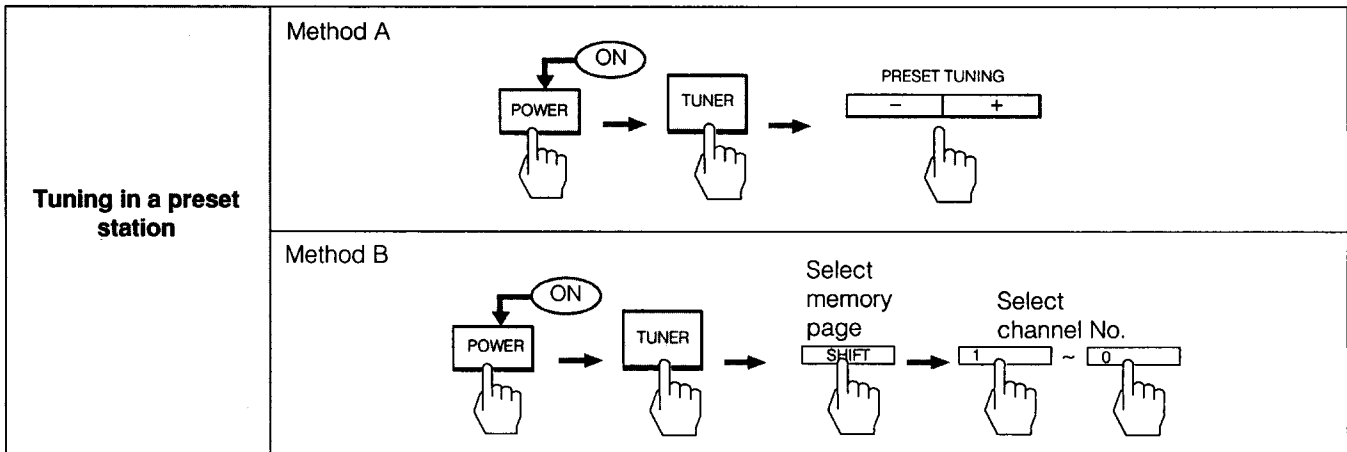 Tuning in a preset
station
Method A
ON
POWER
TUNER
PRESET TUNING
− +
Method B
ON
POWER
TUNER
Select
memory
page
SHIFT
Select
channel No.
1 ~ 0